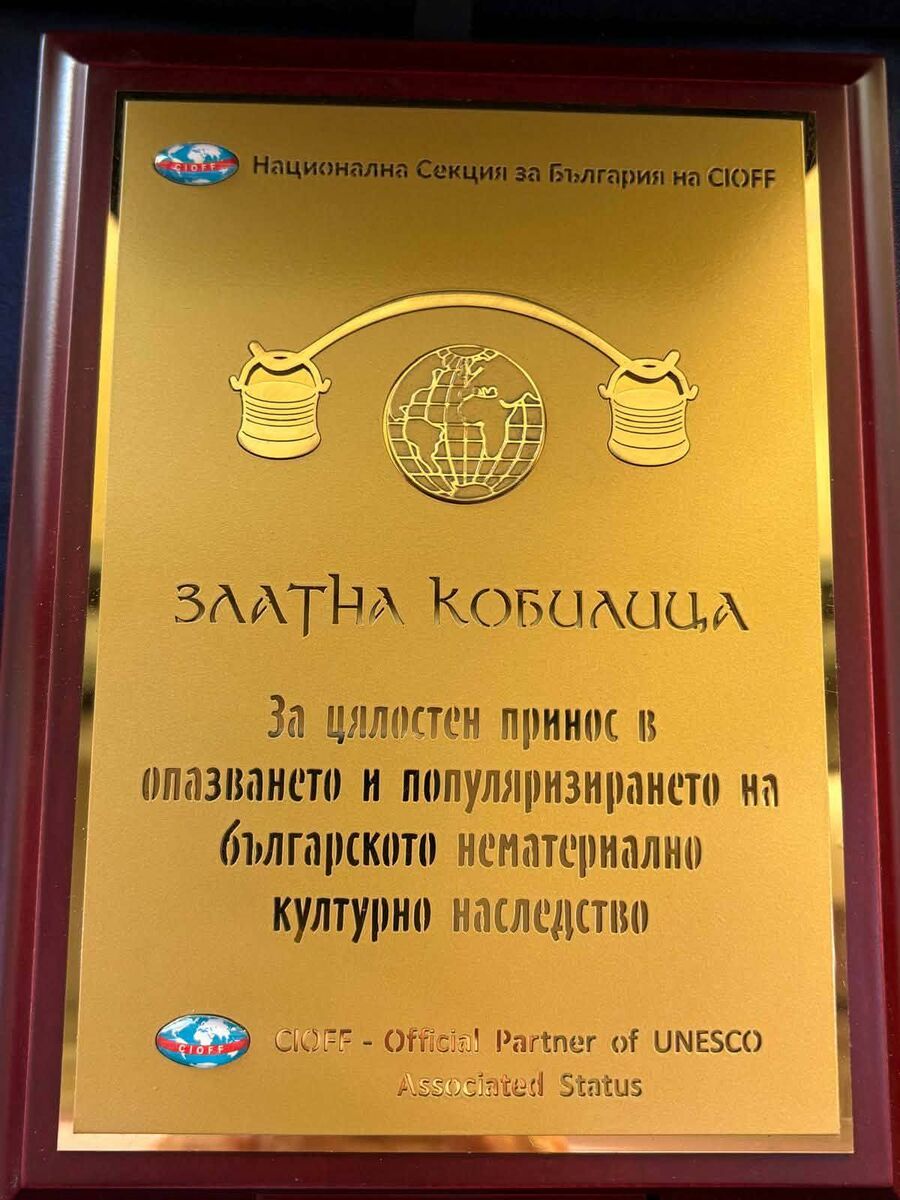 CIOFF
Национална Секция за България на CIOFF
ЗЛАТНА КОБИЛИЦА
За цялостен принос в
опазването и популяризирането на
българското нематериално
културно наследство
CIOFF
CIOFF - Official Partner of UNESCO
Associated Status